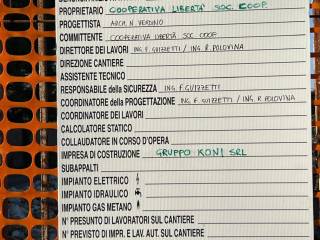 PROPRIETARIO COOPERATIVA LIBERTA' SOC. COOP.
PROGETTISTA ARCH. N. VERDINO
COMMITTENTE COOPERATIVA LIBERTÀ SOC COOP
DIRETTORE DEI LAVORI ING. F. GUIZZETTI / ING. R. POLOVINA
DIREZIONE CANTIERE
ASSISTENTE TECNICO
RESPONSABILE della SICUREZZA ING. F. GUIZZETTI
COORDINATORE della PROGETTAZIONE ING. F. GUIZZETTI / ING. R. POLOVINA
COORDINATORE DEI LAVORI
CALCOLATORE STATICO
COLLAUDATORE IN CORSO D'OPERA
IMPRESA DI COSTRUZIONE GRUPPO KONI SRL
SUBAPPALTI
IMPIANTO ELETTRICO
IMPIANTO IDRAULICO
IMPIANTO GAS METANO
N° PRESUNTO DI LAVORATORI SUL CANTIERE
N° PREVISTO DI IMPR. E LAV. AUT. SUL CANTIERE